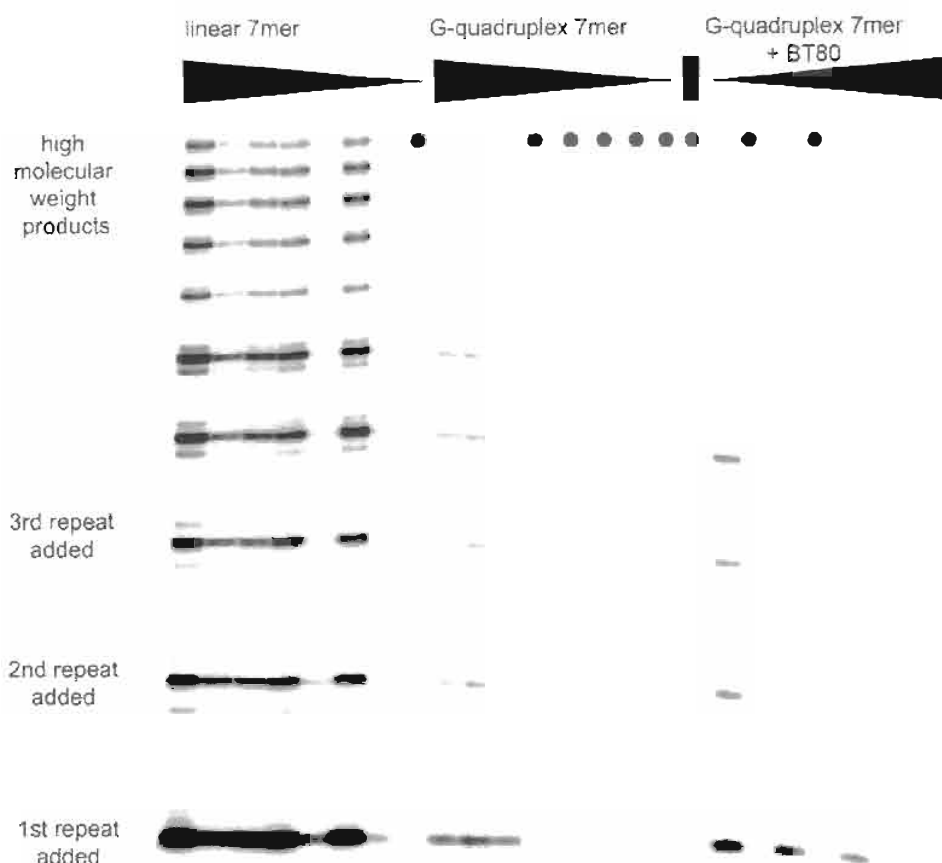 linear 7mer
G-quadruplex 7mer
G-quadruplex 7mer
+ BT80
high
molecular
weight
products
3rd repeat
added
2nd repeat
added
1st repeat
added